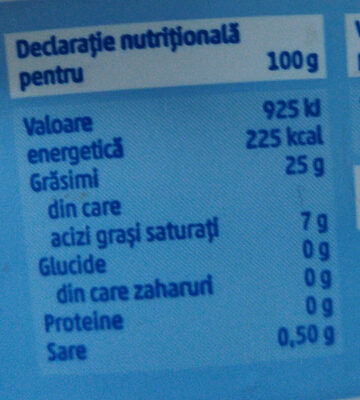 Declarație nutrițională
pentru 100 g
Valoare 925 kJ
energetică 225 kcal
Grăsimi 25 g
din care
acizi grași saturați 7 g
Glucide 0 g
din care zaharuri 0 g
Proteine 0 g
Sare 0,50 g